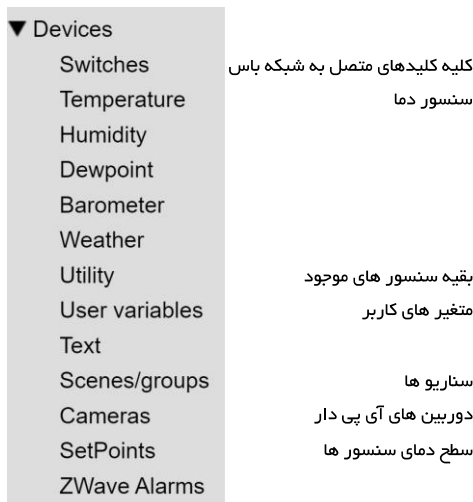 ▼ Devices
Switches کلیه کلیدهای متصل به شبکه باس
Temperature سنسور دما
Humidity
Dewpoint
Barometer
Weather
Utility بقیه سنسور های موجود
User variables متغیر های کاربر
Text
Scenes/groups سناریو ها
Cameras دوربین های آی پی دار
SetPoints سطح دمای سنسور ها
ZWave Alarms